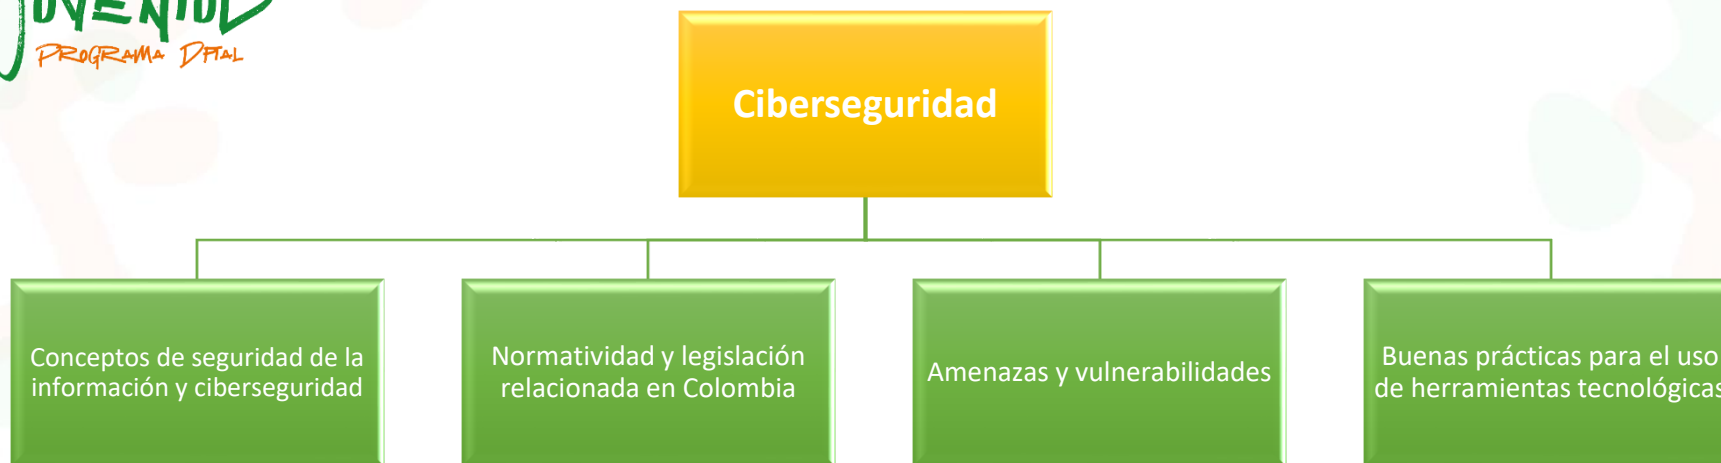 JUVENTUD
PROGRAMA DPTAL
Ciberseguridad
Conceptos de seguridad de la
información y ciberseguridad
Normatividad y legislación
relacionada en Colombia
Amenazas y vulnerabilidades
Buenas prácticas para el uso
de herramientas tecnológicas